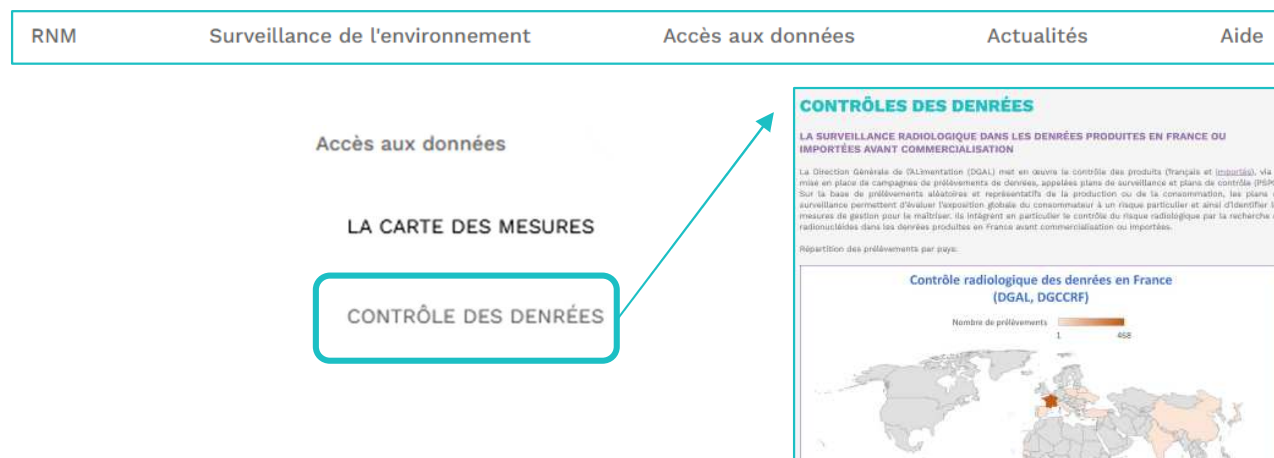 RNM Surveillance de l'environnement Accès aux données Actualités Aide
Accès aux données
LA CARTE DES MESURES
CONTRÔLE DES DENRÉES
CONTRÔLES DES DENRÉES
LA SURVEILLANCE RADIOLOGIQUE DANS LES DENRÉES PRODUITES EN FRANCE OU
IMPORTÉES AVANT COMMERCIALISATION
La Direction Générale de l'ALimentation (DGAL) met en œuvre le contrôle des produits (français et importés), via
mise en place de campagnes de prélèvements de denrées, appelées plans de surveillance et plans de contrôle (PSPC
Sur la base de prélèvements aléatoires et représentatifs de la production ou de la consommation, les plans
surveillance permettent d'évaluer l'exposition globale du consommateur à un risque particulier et ainsi d'identifier
mesures de gestion pour le maîtriser. Ils intègrent en particulier le contrôle du risque radiologique par la recherche
radionucléides dans les denrées produites en France avant commercialisation ou importées.
Répartition des prélèvements par pays:
Contrôle radiologique des denrées en France
(DGAL, DGCCRF)
Nombre de prélèvements
1 468